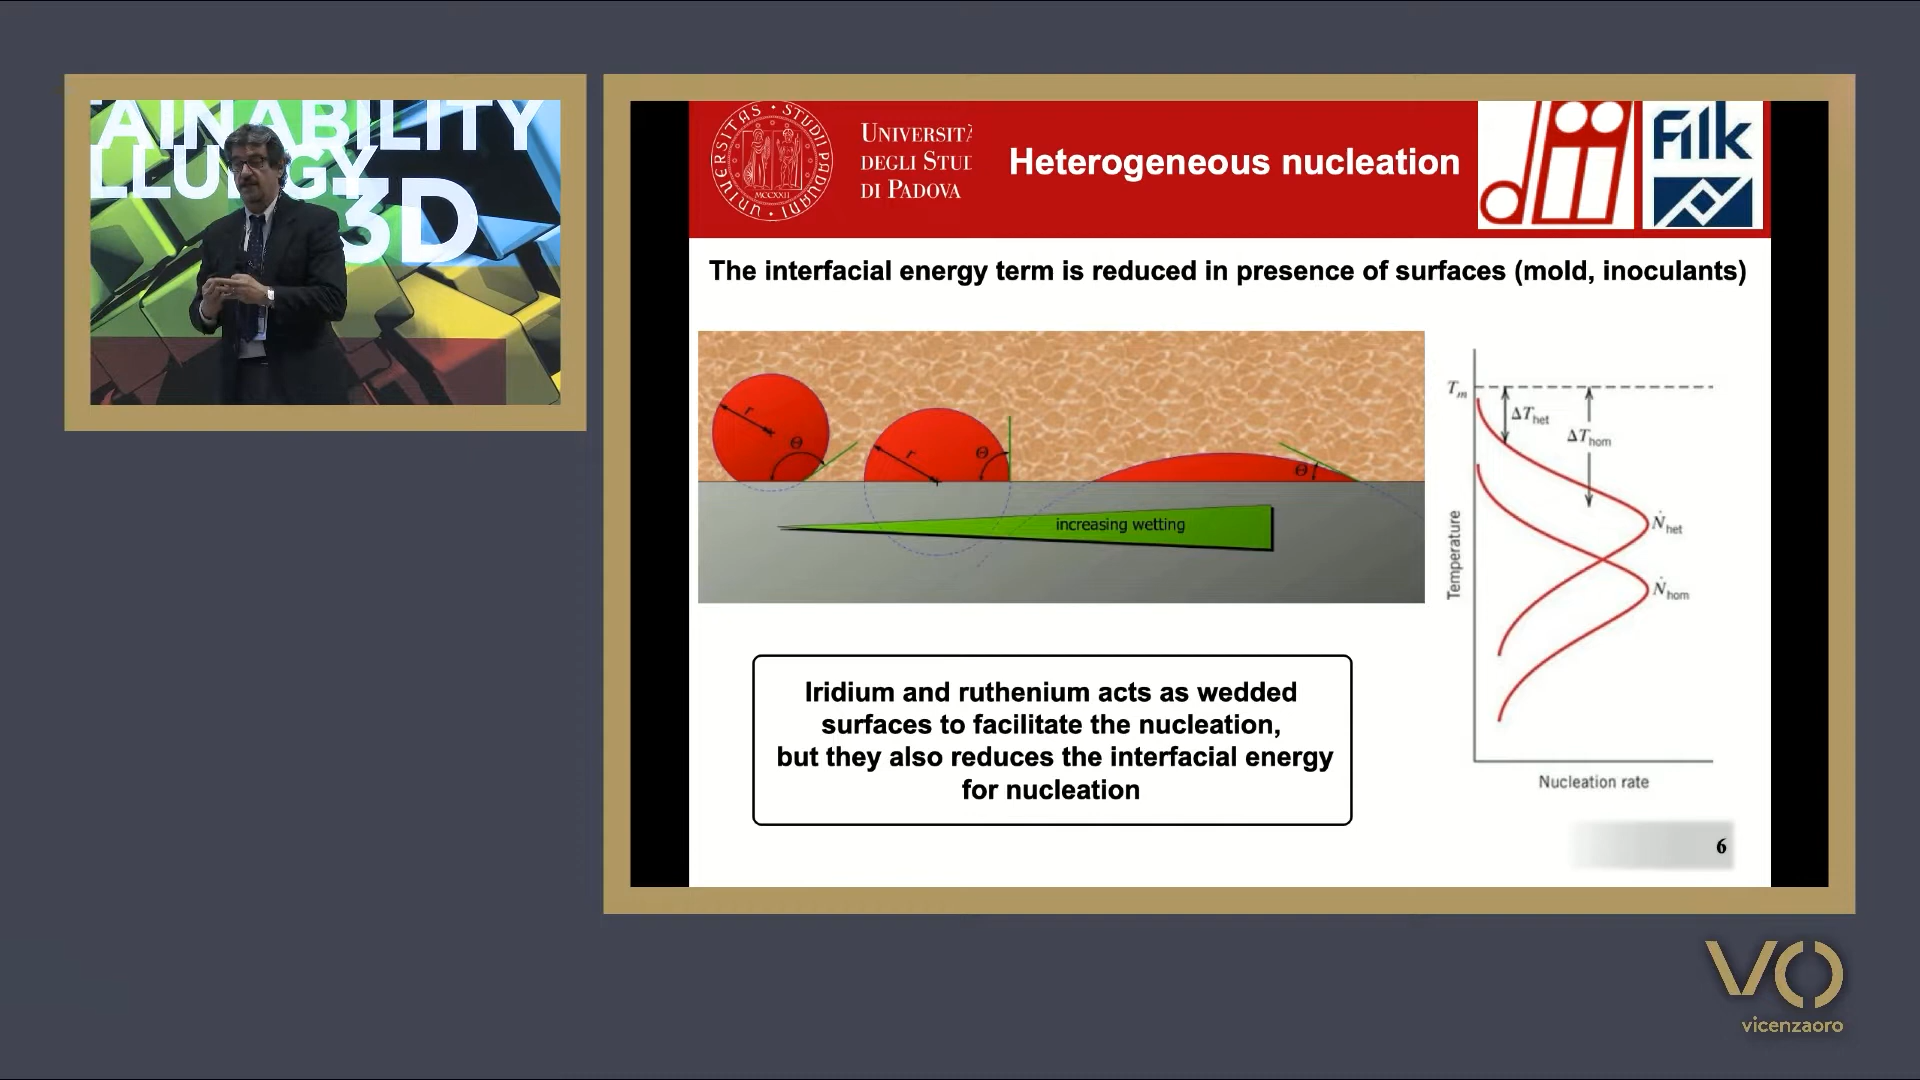 AINABILITY
LLURGY
3D
UNIVERSITAS STUDII PADUANI
MCCXXII
UNIVERSITÀ
DEGLI STUDI
DI PADOVA
Heterogeneous nucleation
dii
Filk
The interfacial energy term is reduced in presence of surfaces (mold, inoculants)
r
Θ
r
Θ
Θ
increasing wetting
Tm
ΔThet
ΔThom
Ṅhet
Ṅhom
Temperature
Nucleation rate
Iridium and ruthenium acts as wedded
surfaces to facilitate the nucleation,
but they also reduces the interfacial energy
for nucleation
6
VO
vicenzaoro